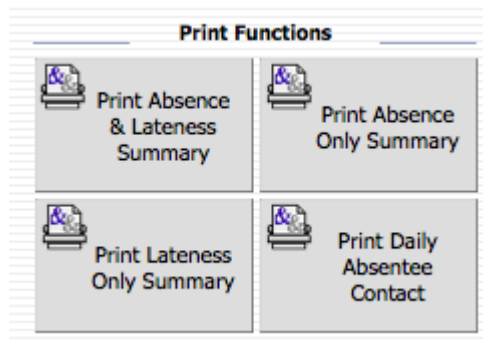 Print Functions
Print Absence
& Lateness
Summary
Print Absence
Only Summary
Print Lateness
Only Summary
Print Daily
Absentee
Contact